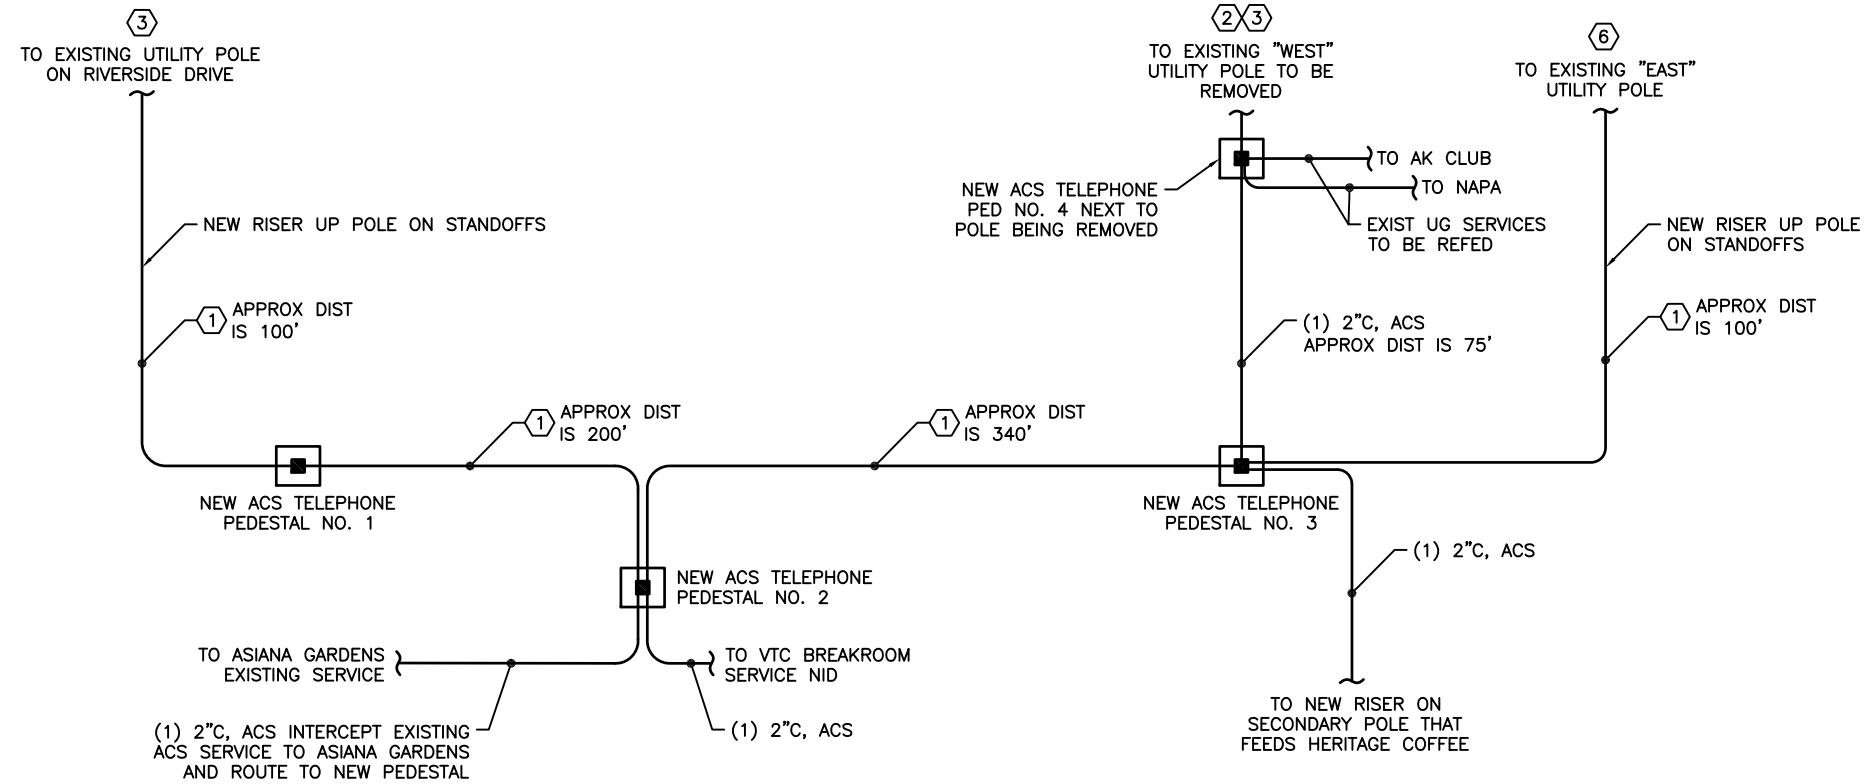 3
TO EXISTING UTILITY POLE
ON RIVERSIDE DRIVE
2 3
TO EXISTING "WEST"
UTILITY POLE TO BE
REMOVED
6
TO EXISTING "EAST"
UTILITY POLE
TO AK CLUB
TO NAPA
NEW ACS TELEPHONE
PED NO. 4 NEXT TO
POLE BEING REMOVED
EXIST UG SERVICES
TO BE REFED
NEW RISER UP POLE ON STANDOFFS
NEW RISER UP POLE
ON STANDOFFS
1 APPROX DIST
IS 100'
(1) 2"C, ACS
APPROX DIST IS 75'
1 APPROX DIST
IS 100'
1 APPROX DIST
IS 200'
1 APPROX DIST
IS 340'
NEW ACS TELEPHONE
PEDESTAL NO. 1
NEW ACS TELEPHONE
PEDESTAL NO. 3
(1) 2"C, ACS
NEW ACS TELEPHONE
PEDESTAL NO. 2
TO ASIANA GARDENS
EXISTING SERVICE
TO VTC BREAKROOM
SERVICE NID
(1) 2"C, ACS INTERCEPT EXISTING
ACS SERVICE TO ASIANA GARDENS
AND ROUTE TO NEW PEDESTAL
(1) 2"C, ACS
TO NEW RISER ON
SECONDARY POLE THAT
FEEDS HERITAGE COFFEE